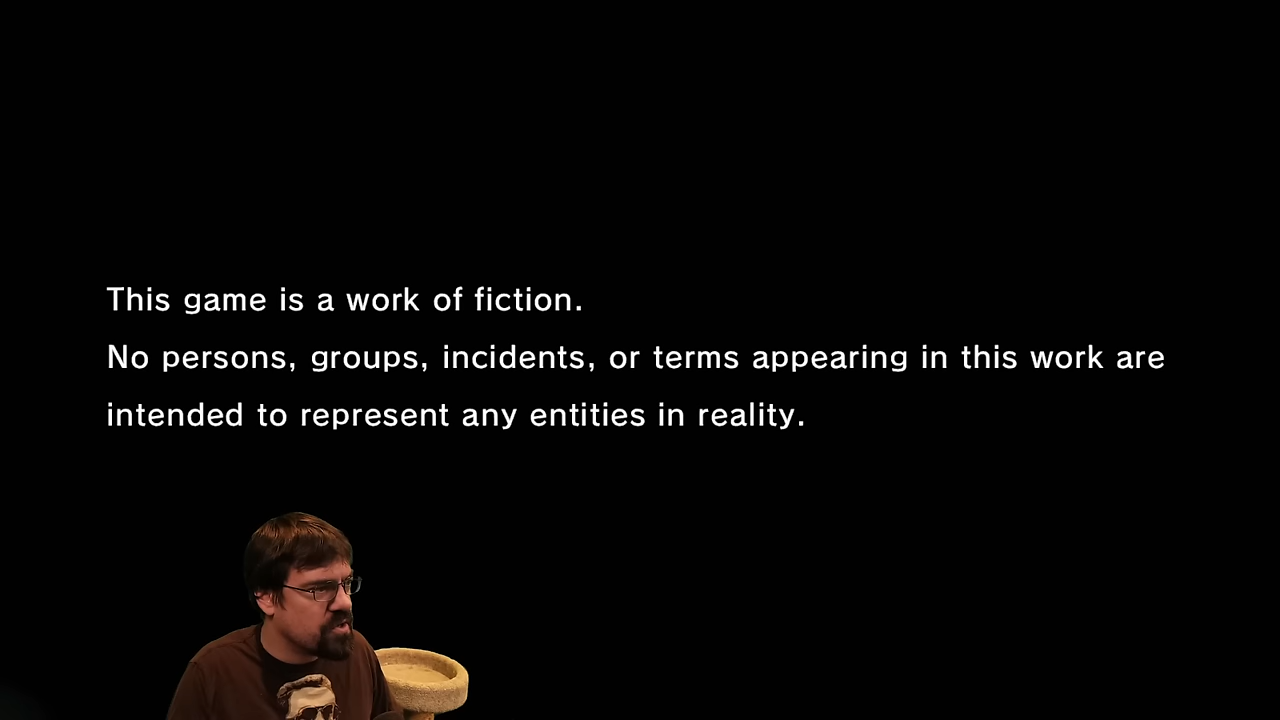 This game is a work of fiction.
No persons, groups, incidents, or terms appearing in this work are
intended to represent any entities in reality.